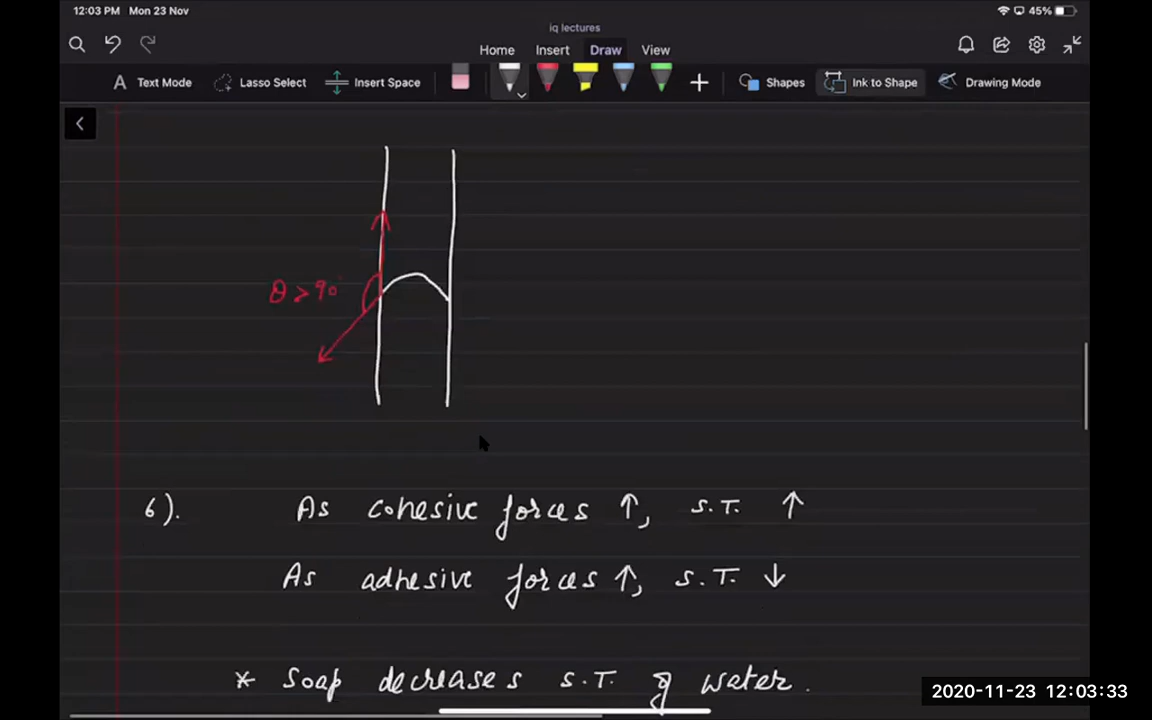 12:03 PM Mon 23 Nov
45%
iq lectures
Home Insert Draw View
Text Mode Lasso Select Insert Space Shapes Ink to Shape Drawing Mode
θ > 90°
6). As cohesive forces ↑, S.T. ↑
As adhesive forces ↑, S.T. ↓
* Soap decreases S.T. of water.
2020-11-23 12:03:33